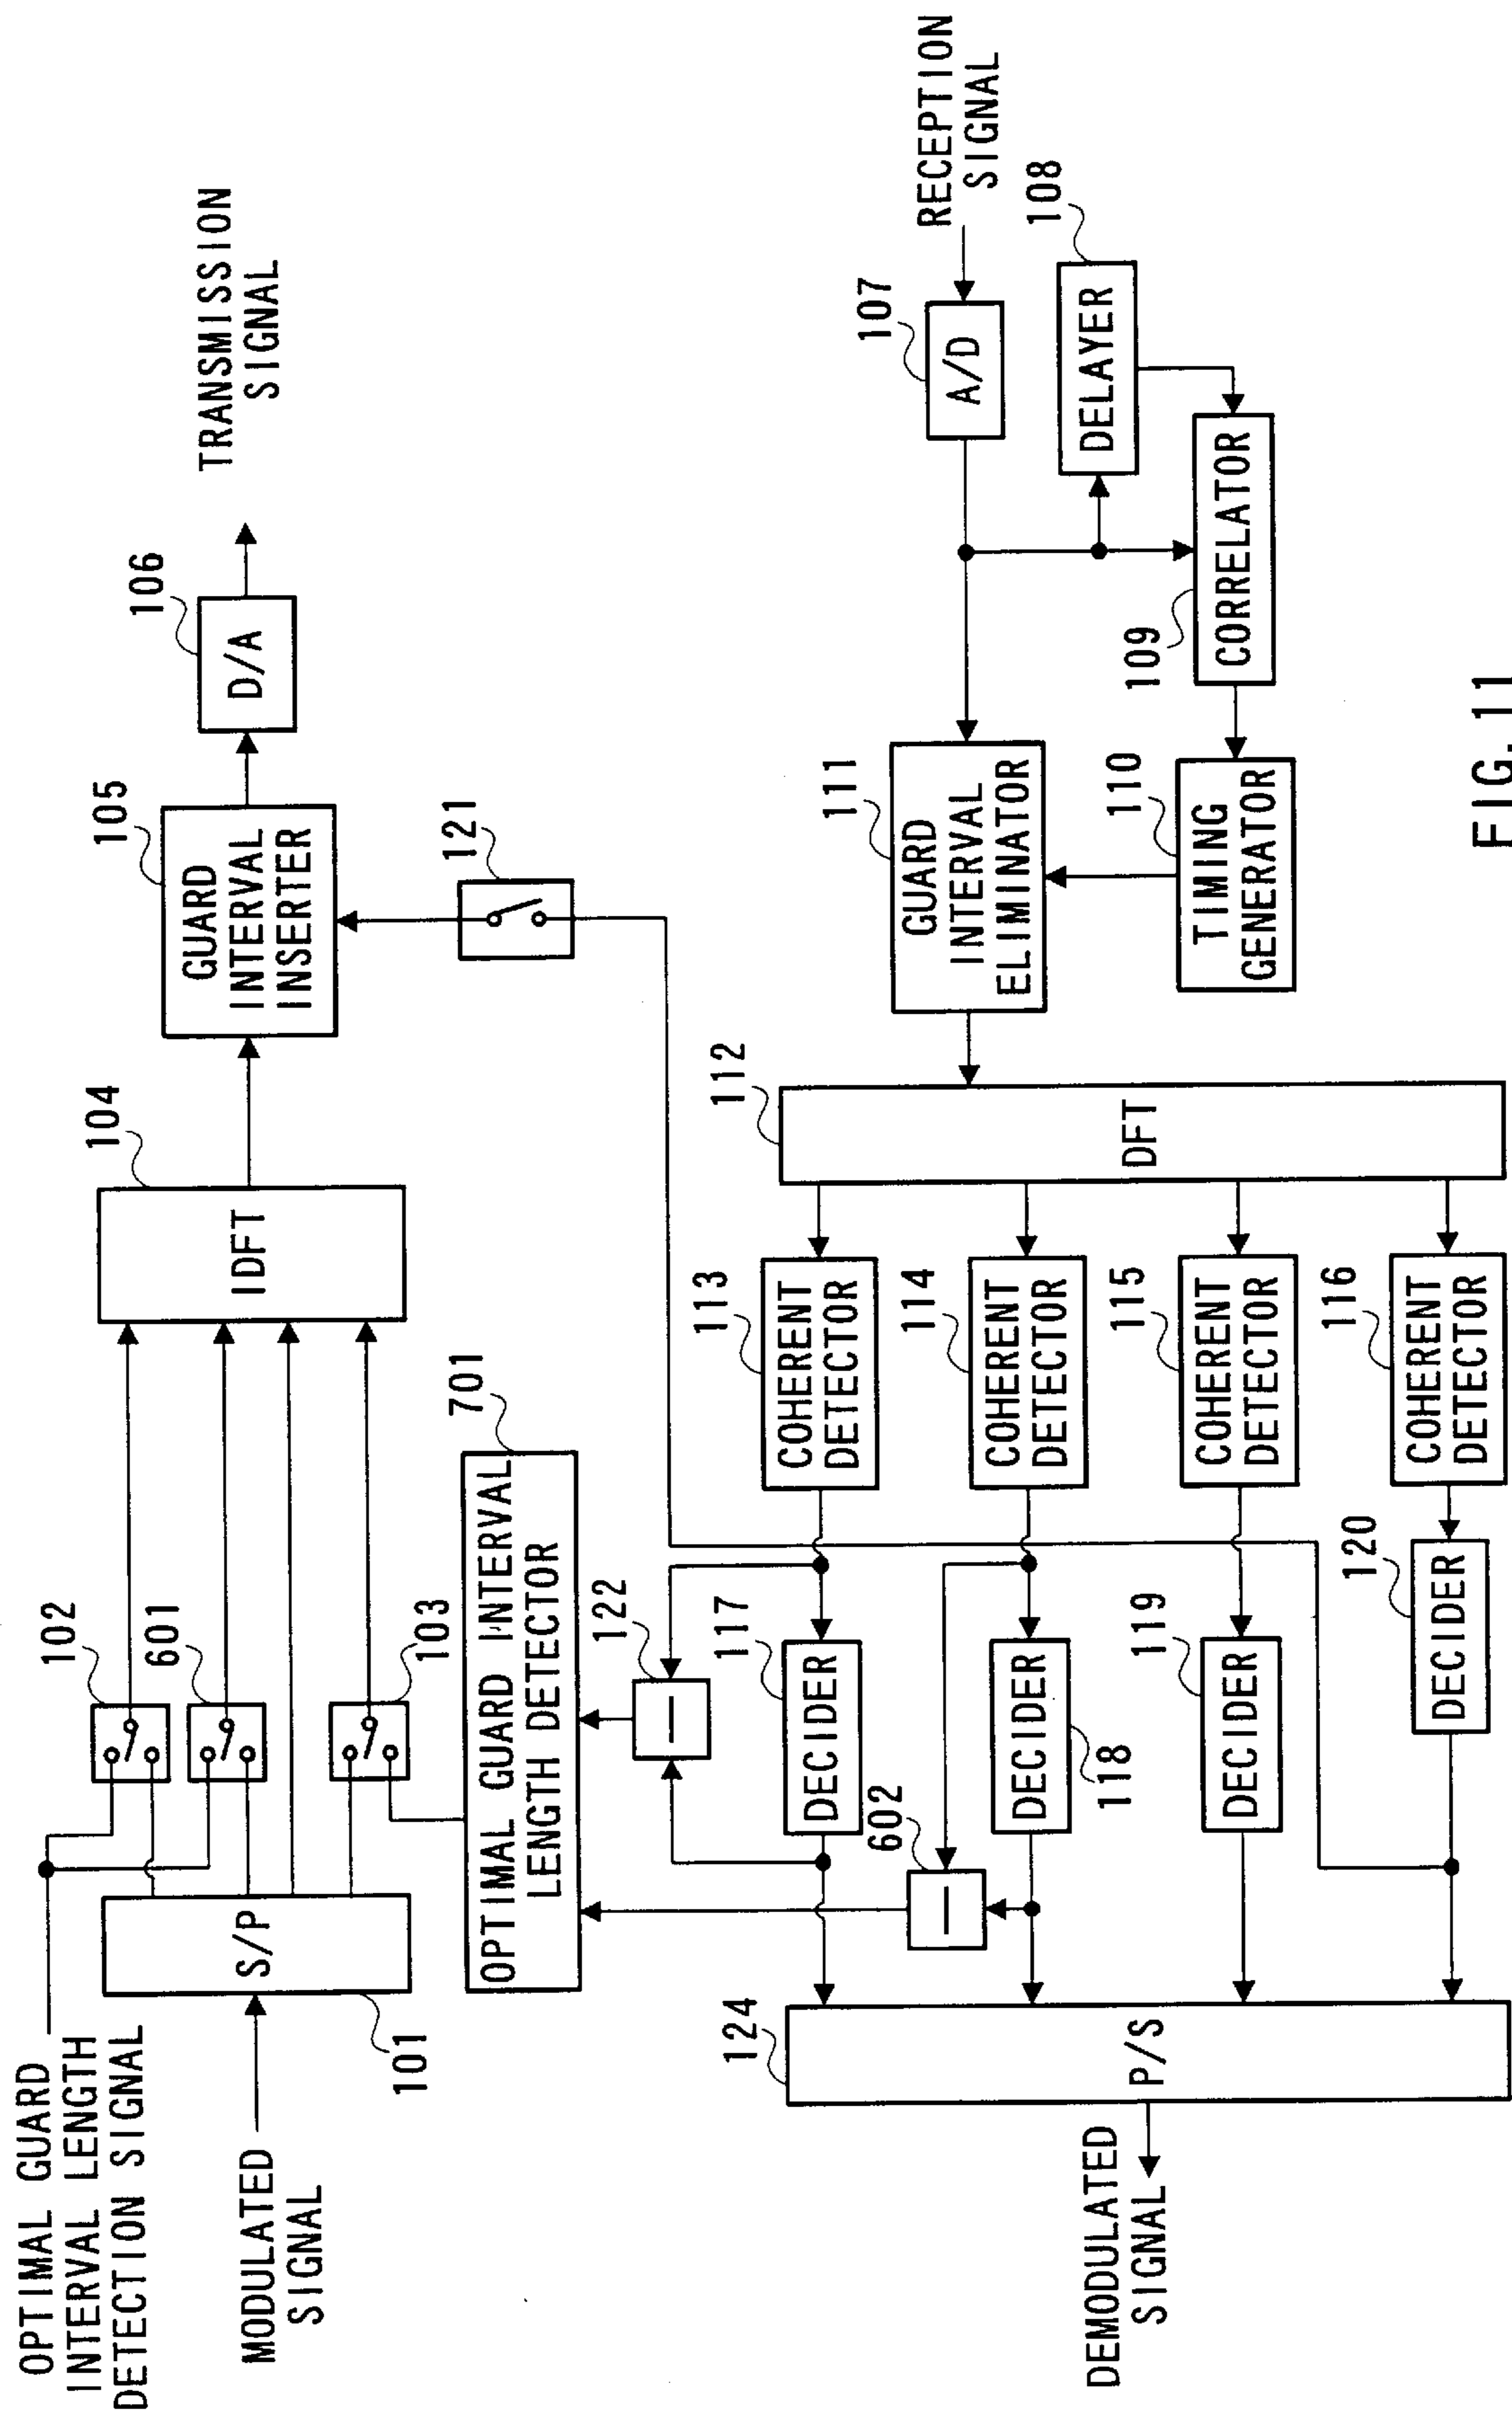 OPTIMAL GUARD
INTERVAL LENGTH
DETECTION SIGNAL
MODULATED
SIGNAL
101
S/P
102
601
103
104
IDFT
105
GUARD
INTERVAL
INSERTER
106
D/A
TRANSMISSION
SIGNAL
121
701
OPTIMAL GUARD INTERVAL
LENGTH DETECTOR
122
602
RECEPTION
SIGNAL
107
A/D
108
DELAYER
109
CORRELATOR
110
TIMING
GENERATOR
111
GUARD
INTERVAL
ELIMINATOR
112
DFT
113
COHERENT
DETECTOR
114
COHERENT
DETECTOR
115
COHERENT
DETECTOR
116
COHERENT
DETECTOR
117
DECIDER
118
DECIDER
119
DECIDER
120
DECIDER
124
P/S
DEMODULATED
SIGNAL
FIG. 11